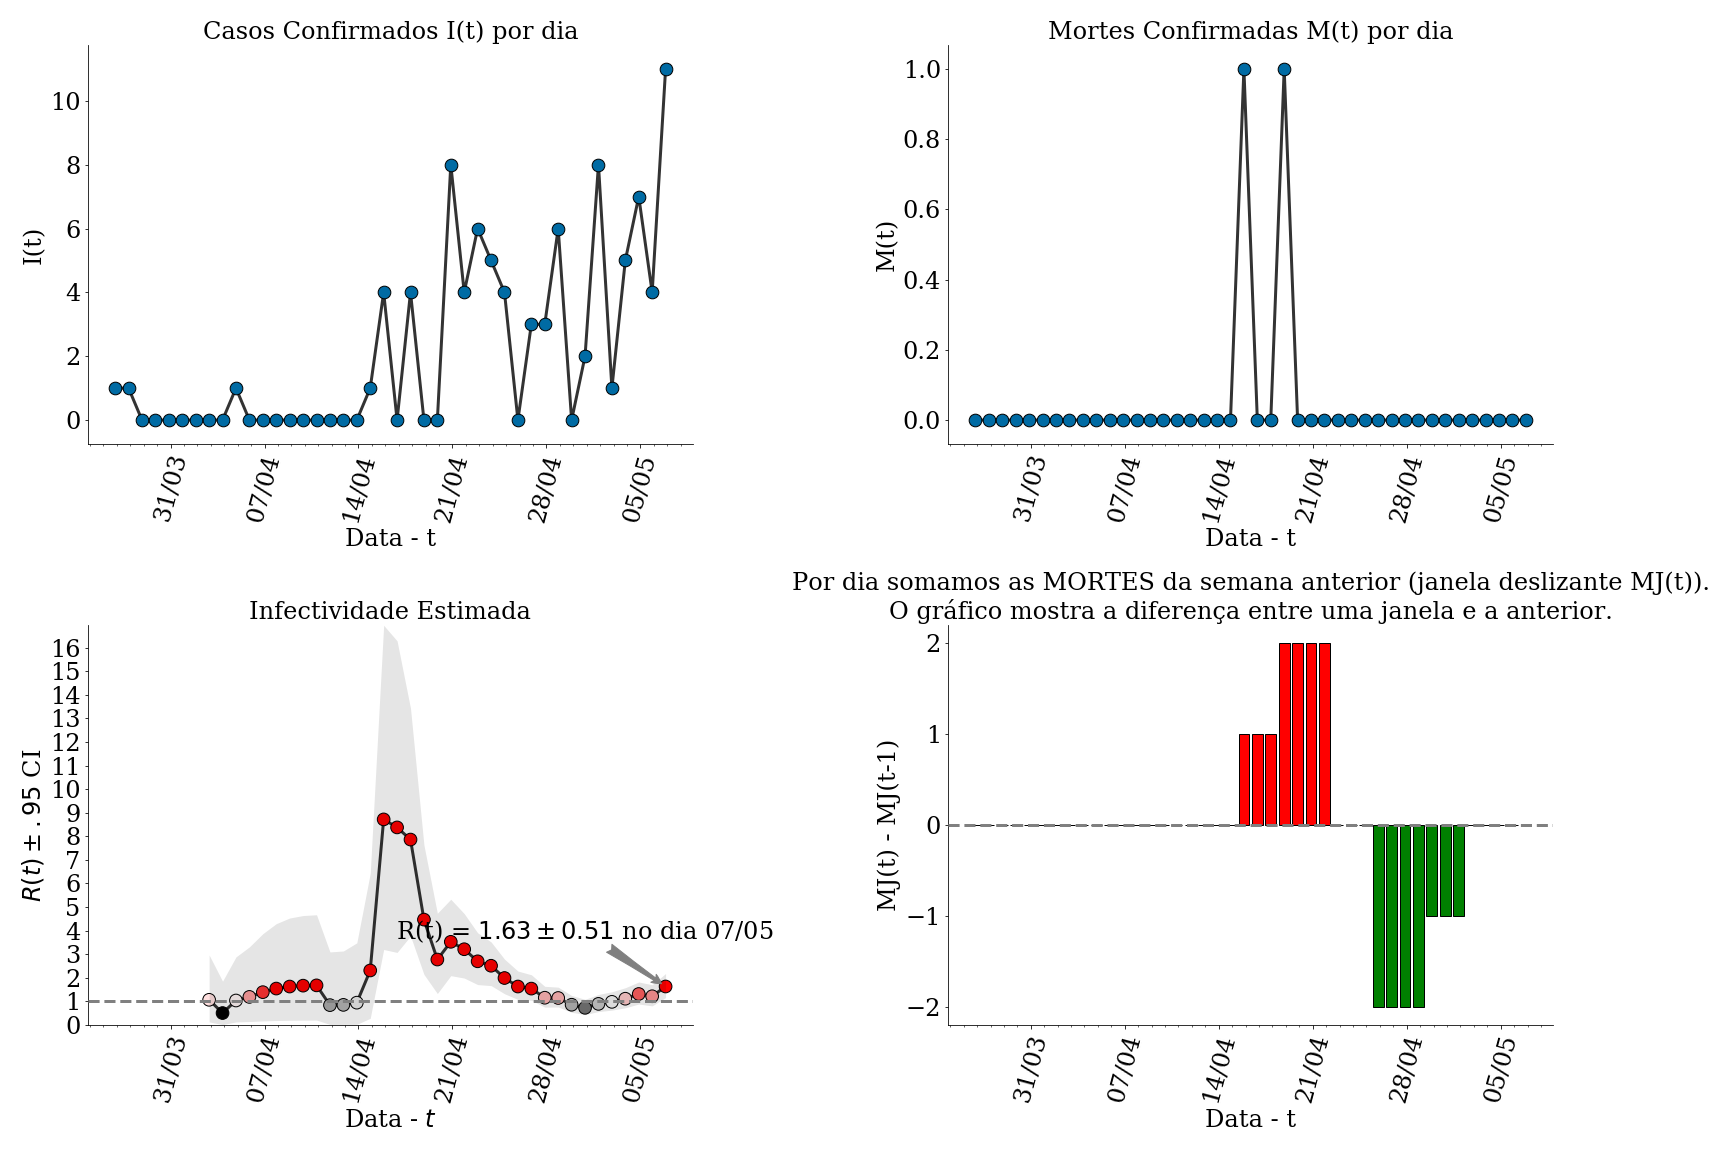 Casos Confirmados I(t) por dia
I(t)
10
8
6
4
2
0
31/03 07/04 14/04 21/04 28/04 05/05
Data - t
Mortes Confirmadas M(t) por dia
M(t)
1.0
0.8
0.6
0.4
0.2
0.0
31/03 07/04 14/04 21/04 28/04 05/05
Data - t
Infectividade Estimada
R(t) ± .95 CI
16
15
14
13
12
11
10
9
8
7
6
5
4
3
2
1
0
R(t) = 1.63 ± 0.51 no dia 07/05
31/03 07/04 14/04 21/04 28/04 05/05
Data - t
Por dia somamos as MORTES da semana anterior (janela deslizante MJ(t)).
O gráfico mostra a diferença entre uma janela e a anterior.
MJ(t) - MJ(t-1)
2
1
0
−1
−2
31/03 07/04 14/04 21/04 28/04 05/05
Data - t